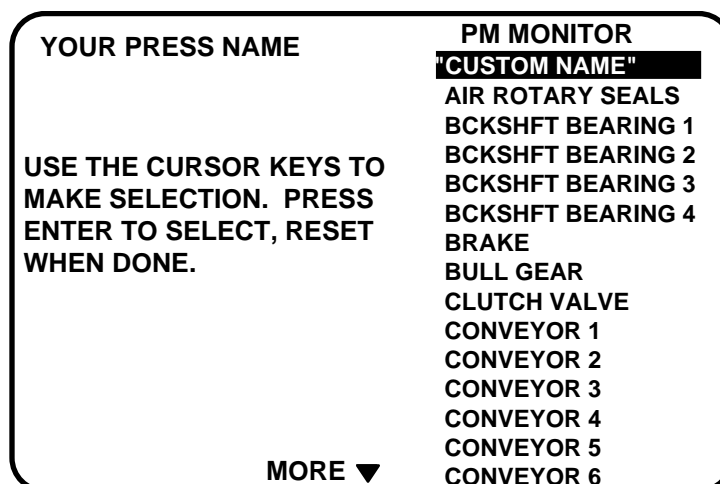 YOUR PRESS NAME
USE THE CURSOR KEYS TO
MAKE SELECTION. PRESS
ENTER TO SELECT, RESET
WHEN DONE.
MORE ▼
PM MONITOR
"CUSTOM NAME"
AIR ROTARY SEALS
BCKSHFT BEARING 1
BCKSHFT BEARING 2
BCKSHFT BEARING 3
BCKSHFT BEARING 4
BRAKE
BULL GEAR
CLUTCH VALVE
CONVEYOR 1
CONVEYOR 2
CONVEYOR 3
CONVEYOR 4
CONVEYOR 5
CONVEYOR 6